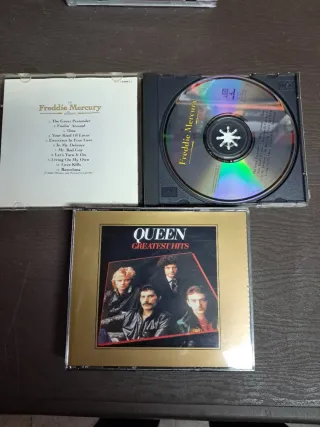 Freddie Mercury
album
The Great Pretender
Foolin' Around
Time
Your Kind Of Lover
Exercises In Free Love
In My Defence
Mr. Bad Guy
Let's Turn It On
Living On My Own
Love Kills
Barcelona
Freddie Mercury
QUEEN
GREATEST HITS